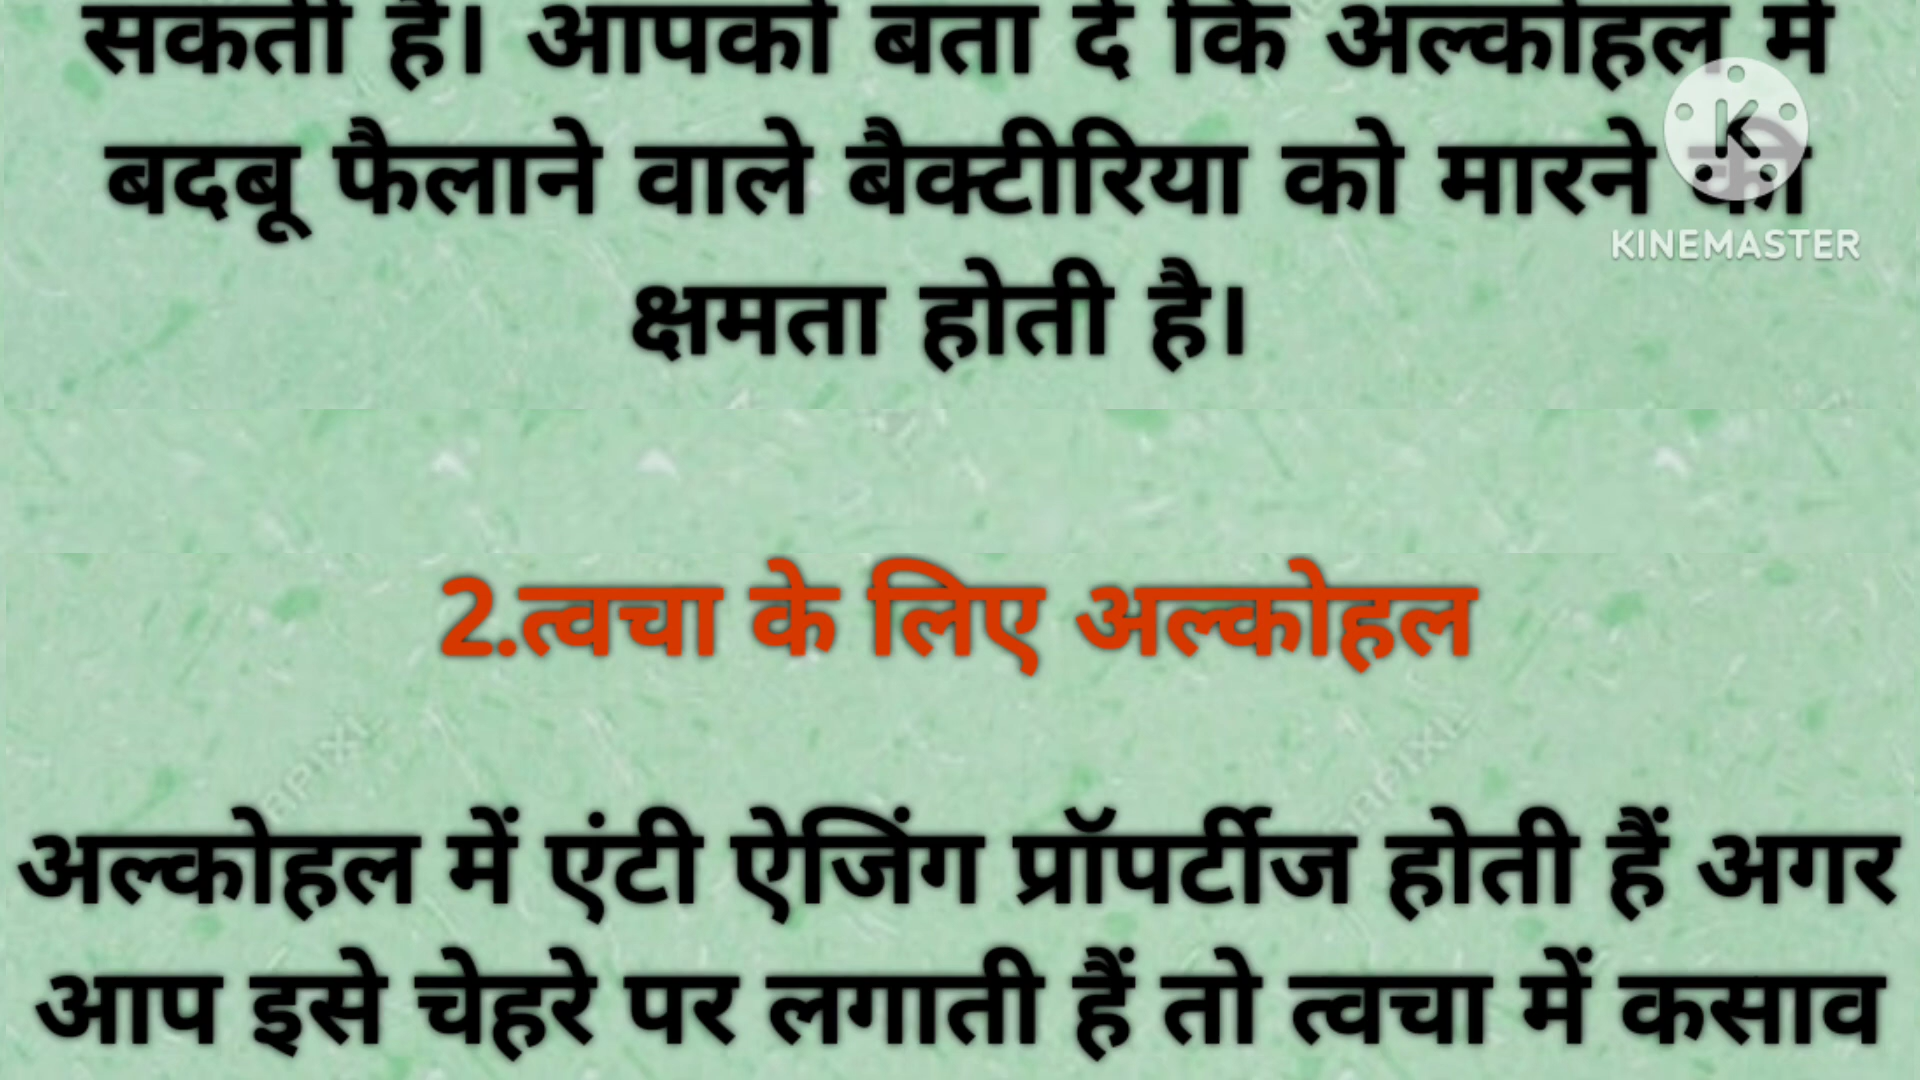 सकती है। आपको बता दें कि अल्कोहल में
बदबू फैलाने वाले बैक्टीरिया को मारने की
KINEMASTER
क्षमता होती है।
2.त्वचा के लिए अल्कोहल
अल्कोहल में एंटी ऐजिंग प्रॉपर्टीज होती हैं अगर
आप इसे चेहरे पर लगाती हैं तो त्वचा में कसाव